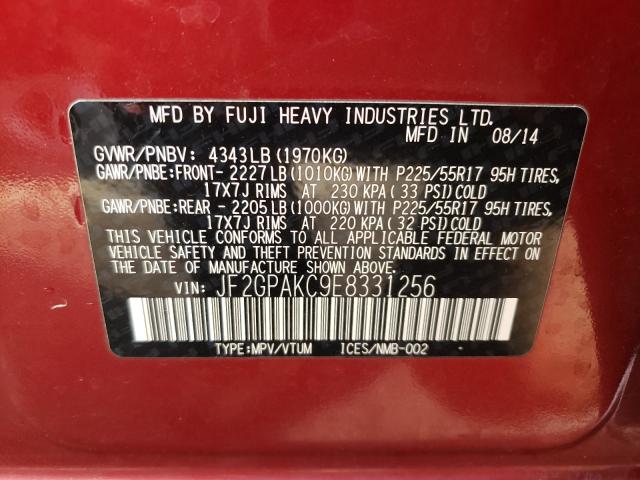 MFD BY FUJI HEAVY INDUSTRIES LTD.
MFD IN 08/14
GVWR/PNBV: 4343LB(1970KG)
GAWR/PNBE:FRONT- 2227LB(1010KG)WITH P225/55R17 95H TIRES,
17X7J RIMS AT 230 KPA( 33 PSI)COLD
GAWR/PNBE:REAR - 2205LB(1000KG)WITH P225/55R17 95H TIRES,
17X7J RIMS AT 220 KPA( 32 PSI)COLD
THIS VEHICLE CONFORMS TO ALL APPLICABLE FEDERAL MOTOR
VEHICLE SAFETY AND THEFT PREVENTION STANDARDS IN EFFECT ON
THE DATE OF MANUFACTURE SHOWN ABOVE.
VIN: JF2GPAKC9E8331256
TYPE:MPV/VTUM ICES/NMB-002